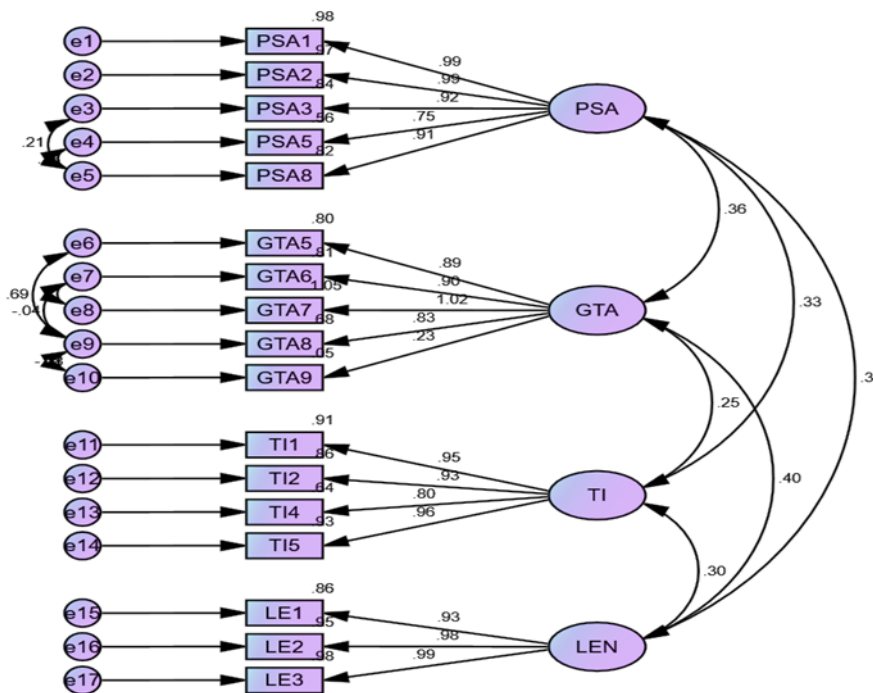 .98
e1 PSA1 .99
.97
e2 PSA2 .99
.84
e3 PSA3 .92 PSA
.56
.21 e4 PSA5 .75
.82
e5 PSA8 .91
.36
.80
e6 GTA5 .89
.81
e7 GTA6 .90
1.05
.69 -.04 e8 GTA7 1.02 GTA .33
.68
e9 GTA8 .83
.05
e10 GTA9 .23
.3
.25
.91
e11 TI1 .95
.86
e12 TI2 .93 TI .40
.64
e13 TI4 .80
.93
e14 TI5 .96
.30
.86
e15 LE1 .93
.95
e16 LE2 .98 LEN
.98
e17 LE3 .99